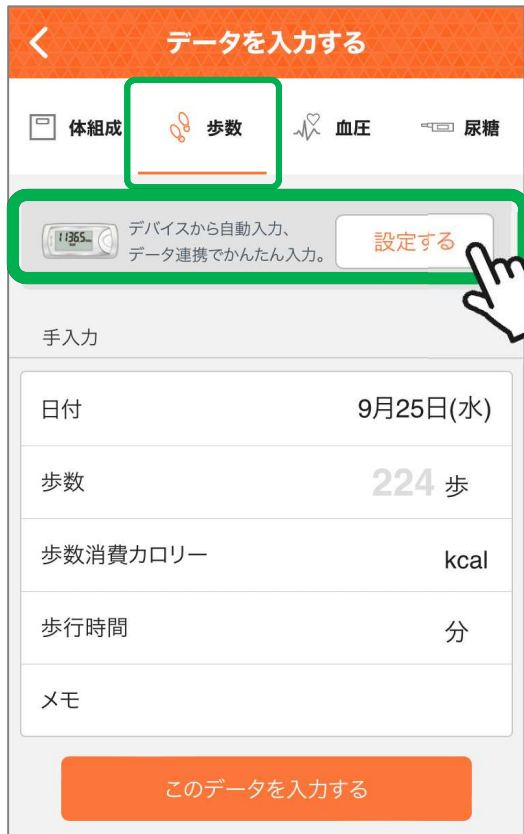 データを入力する
体組成 歩数 血圧 尿糖
11365
デバイスから自動入力、
データ連携でかんたん入力。
設定する
手入力
日付 9月25日(水)
歩数 224 歩
歩数消費カロリー kcal
歩行時間 分
メモ
このデータを入力する